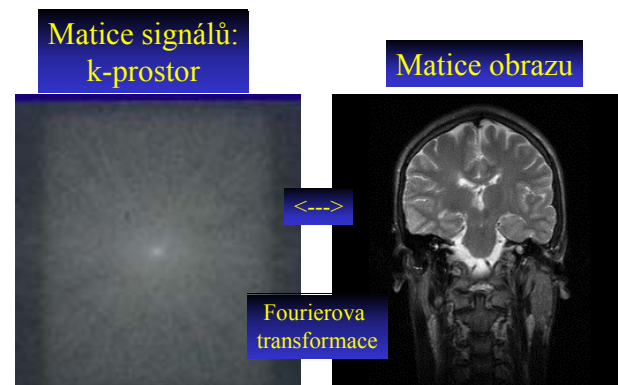 Matice signálů:
k-prostor
Matice obrazu
<--->
Fourierova
transformace